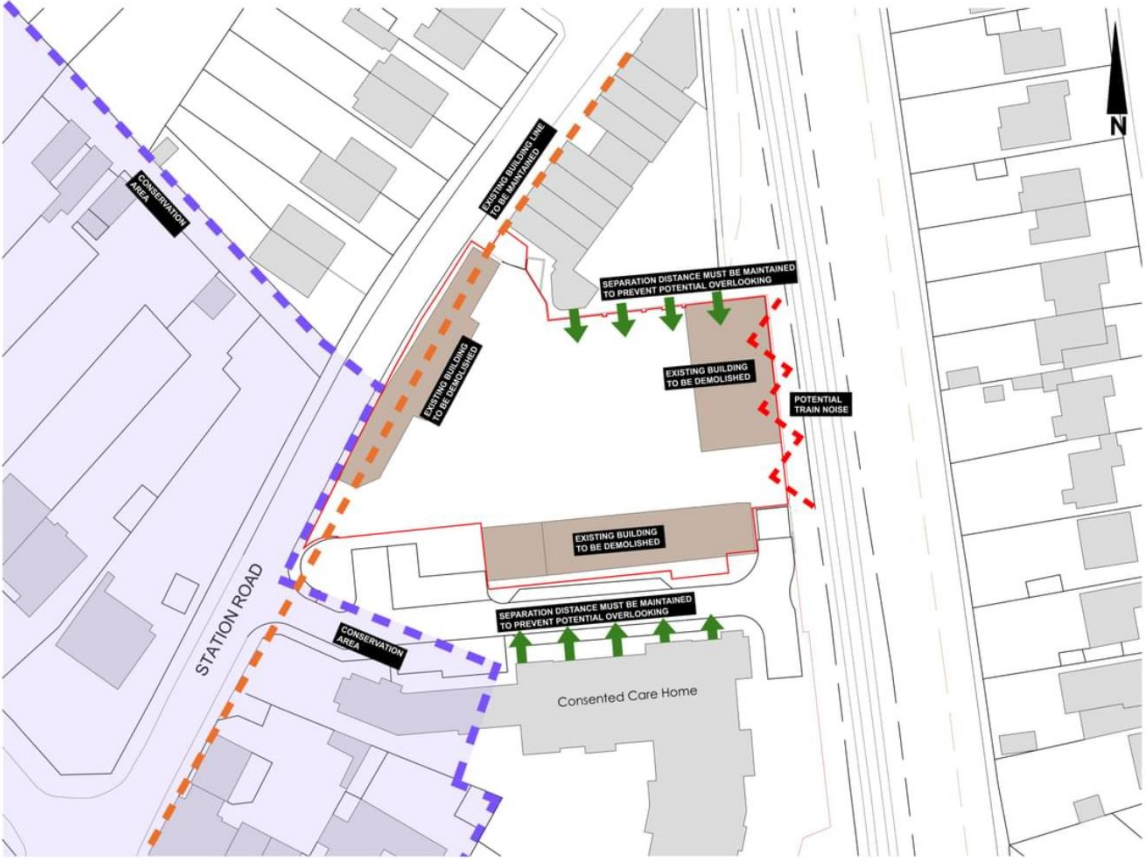 N
EXISTING BUILDING LINE
TO BE MAINTAINED
CONSERVATION
AREA
SEPARATION DISTANCE MUST BE MAINTAINED
TO PREVENT POTENTIAL OVERLOOKING
EXISTING BUILDING
TO BE DEMOLISHED
EXISTING BUILDING
TO BE DEMOLISHED
POTENTIAL
TRAIN NOISE
EXISTING BUILDING
TO BE DEMOLISHED
STATION ROAD
SEPARATION DISTANCE MUST BE MAINTAINED
TO PREVENT POTENTIAL OVERLOOKING
CONSERVATION
AREA
Consented Care Home